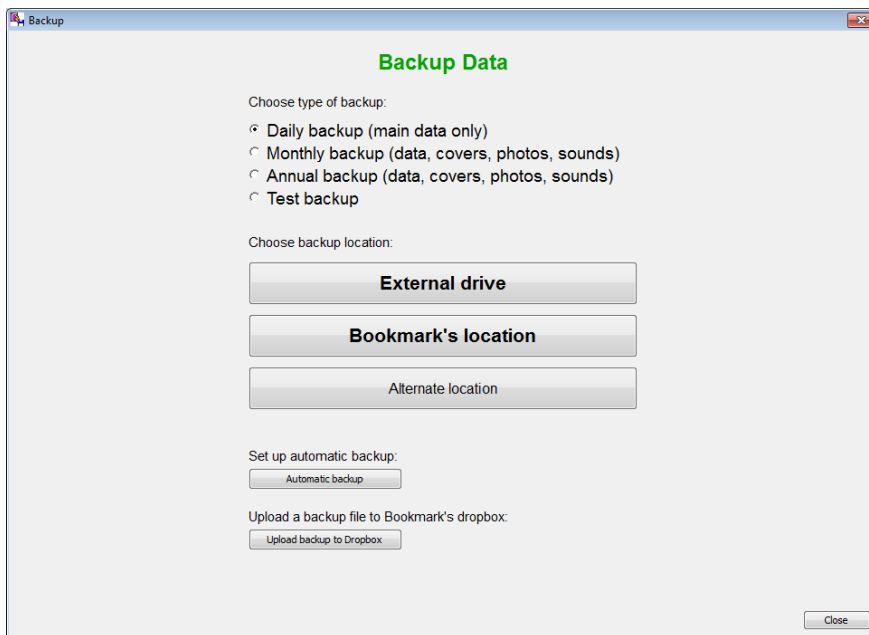 Backup
Backup Data
Choose type of backup:
Daily backup (main data only)
Monthly backup (data, covers, photos, sounds)
Annual backup (data, covers, photos, sounds)
Test backup
Choose backup location:
External drive
Bookmark's location
Alternate location
Set up automatic backup:
Automatic backup
Upload a backup file to Bookmark's dropbox:
Upload backup to Dropbox
Close